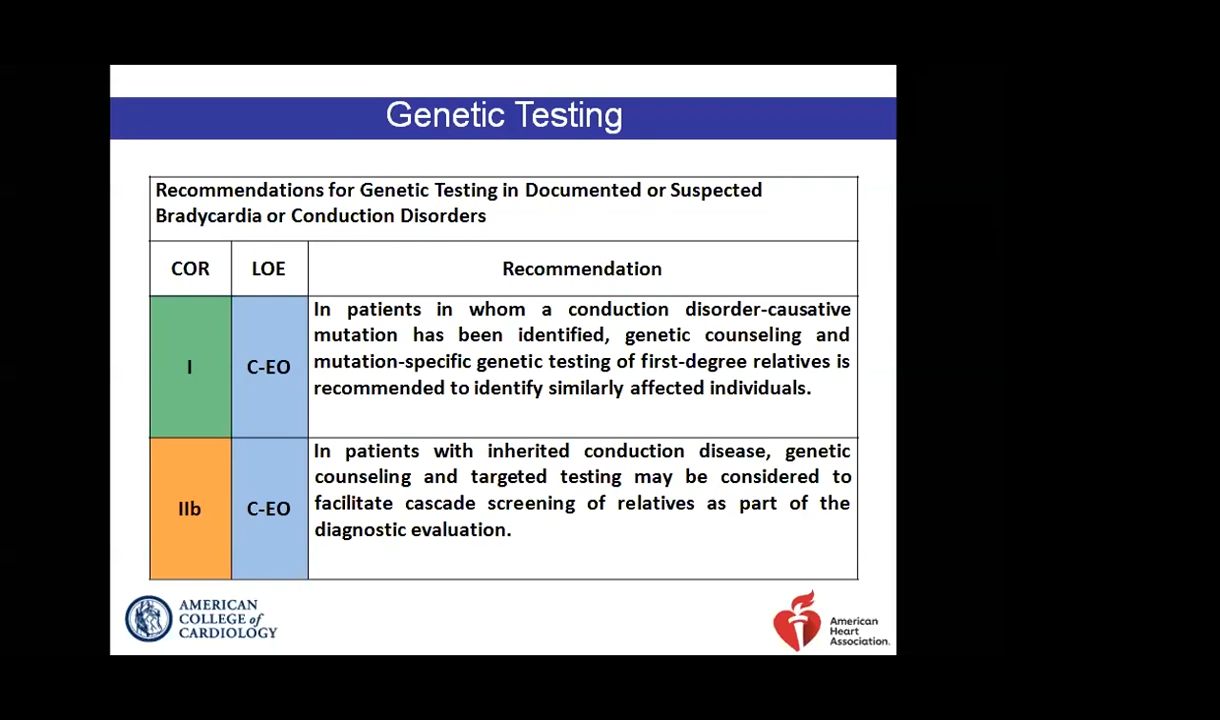 Genetic Testing
Recommendations for Genetic Testing in Documented or Suspected
Bradycardia or Conduction Disorders
COR LOE Recommendation
I C-EO
In patients in whom a conduction disorder-causative
mutation has been identified, genetic counseling and
mutation-specific genetic testing of first-degree relatives is
recommended to identify similarly affected individuals.
IIb C-EO
In patients with inherited conduction disease, genetic
counseling and targeted testing may be considered to
facilitate cascade screening of relatives as part of the
diagnostic evaluation.
AMERICAN
COLLEGE of
CARDIOLOGY
American
Heart
Association.